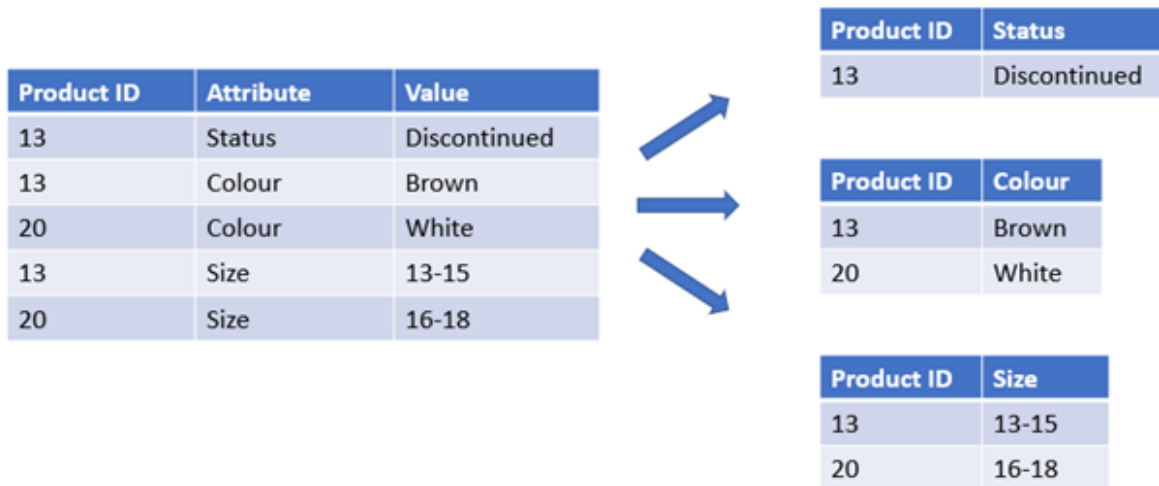 Product ID Attribute Value
13 Status Discontinued
13 Colour Brown
20 Colour White
13 Size 13-15
20 Size 16-18
Product ID Status
13 Discontinued
Product ID Colour
13 Brown
20 White
Product ID Size
13 13-15
20 16-18